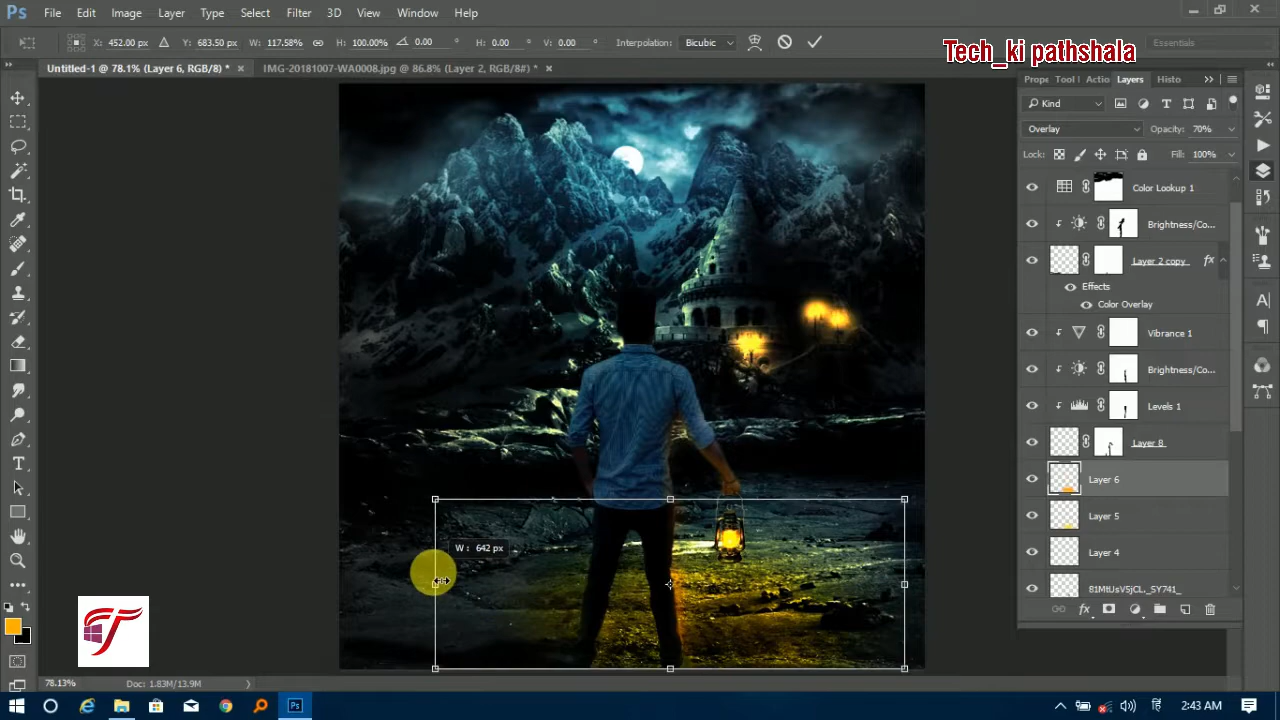 Ps File Edit Image Layer Type Select Filter 3D View Window Help
X: 452.00 px Y: 683.50 px W: 117.58% H: 100.00% 0.00 ° H: 0.00 ° V: 0.00 ° Interpolation: Bicubic Essentials
Tech_ki pathshala
Untitled-1 @ 78.1% (Layer 6, RGB/8) * × IMG-20181007-WA0008.jpg @ 86.8% (Layer 2, RGB/8#) * ×
Prope Tool Actio Layers Histo
Kind
Overlay Opacity: 70%
Lock: Fill: 100%
Color Lookup 1
Brightness/Co...
Layer 2 copy fx
Effects
Color Overlay
Vibrance 1
Brightness/Co...
Levels 1
Layer 8
Layer 6
Layer 5
Layer 4
81MtUsV5jCL._SY741_
W: 642 px
78.13% Doc: 1.83M/13.9M
2:43 AM